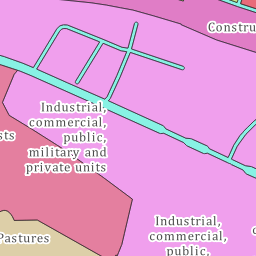 Constru
Industrial,
commercial,
public,
military and
private units
sts
Pastures
Industrial,
commercial,
public,